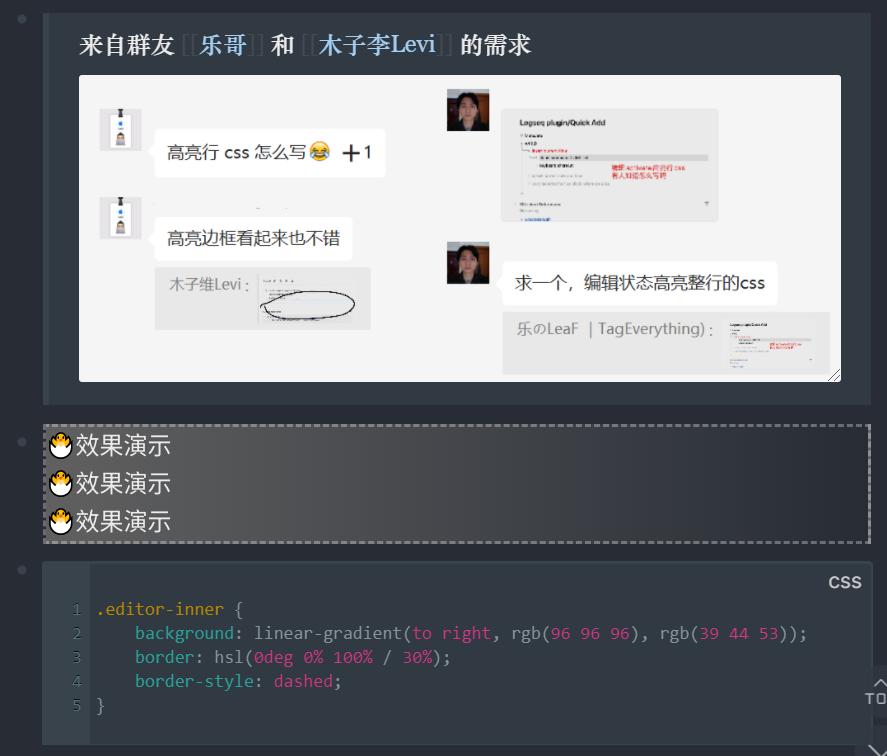 来自群友 [[乐哥]] 和 [[木子李Levi]] 的需求
高亮行 css 怎么写😂 ＋1
高亮边框看起来也不错
木子维Levi :
Logseq plugin/Quick Add
求一个，编辑状态高亮整行的css
乐のLeaF ｜TagEverything) :
🐣效果演示
🐣效果演示
🐣效果演示
CSS
1 .editor-inner {
2 background: linear-gradient(to right, rgb(96 96 96), rgb(39 44 53));
3 border: hsl(0deg 0% 100% / 30%);
4 border-style: dashed;
5 }
TO